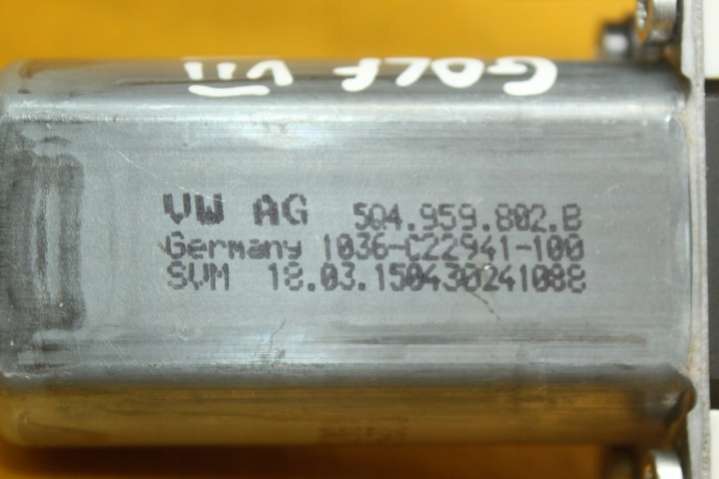 GOLF VII
VW AG 5Q4.959.802.B
Germany 1036-C22941-100
SVM 18.03.150430241088